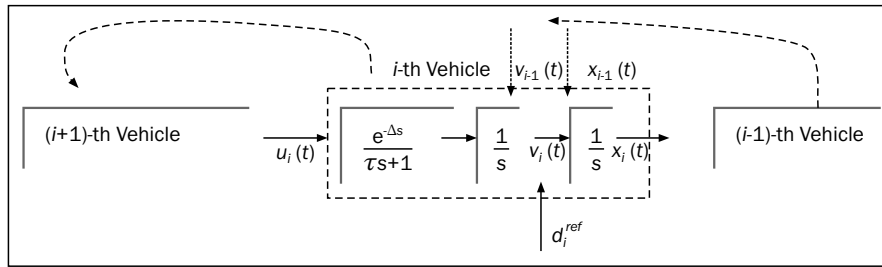 i-th Vehicle
v_{i-1} (t)
x_{i-1} (t)
(i+1)-th Vehicle
u_i (t)
e^{-Δs}
τs+1
1
s
v_i (t)
1
s
x_i (t)
(i-1)-th Vehicle
d_i^{ref}